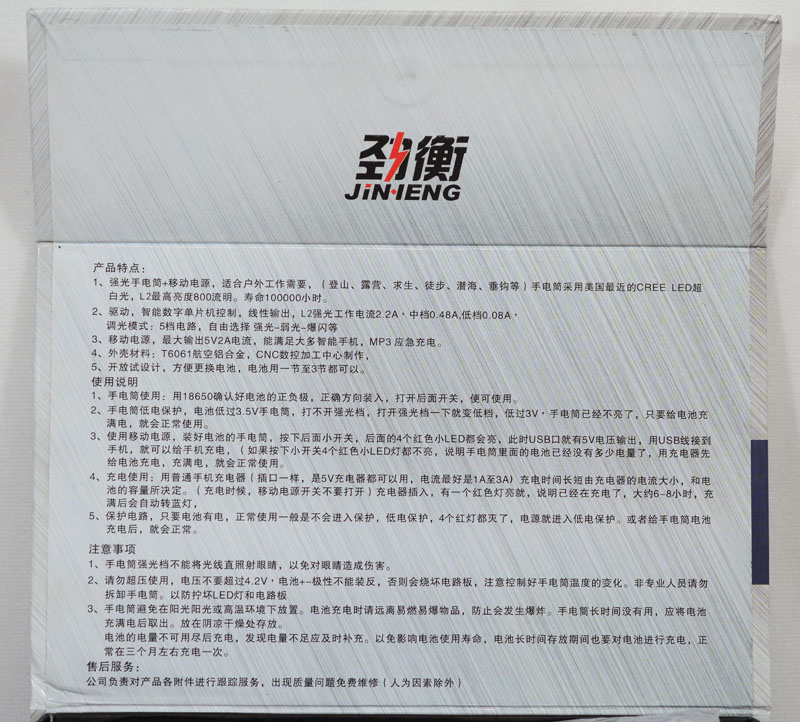 劲衡
JINHENG
产品特点：
1、强光手电筒+移动电源，适合户外工作需要，（登山、露营、求生、徒步、潜海、垂钓等）手电筒采用美国最近的CREE LED超
白光，L2最高亮度800流明。寿命100000小时。
2、驱动，智能数字单片机控制，线性输出，L2强光工作电流2.2A，中档0.48A,低档0.08A，
调光模式：5档电路，自由选择 强光-弱光-爆闪等
3、移动电源，最大输出5V2A电流，能满足大多智能手机，MP3 应急充电。
4、外壳材料：T6061航空铝合金，CNC数控加工中心制作，
5、开放试设计，方便更换电池，电池用一节至3节都可以。
使用说明
1、手电筒使用：用18650确认好电池的正负极，正确方向装入，打开后面开关，便可使用。
2、手电筒低电保护，电池低过3.5V手电筒，打不开强光档，打开强光档一下就变低档，低过3V，手电筒已经不亮了，只要给电池充
满电，就会正常使用。
3、使用移动电源，装好电池的手电筒，按下后面小开关，后面的4个红色小LED都会亮，此时USB口就有5V电压输出，用USB线接到
手机，就可以给手机充电，（如果按下小开关4个红色小LED灯都不亮，说明手电筒里面的电池已经没有多少电量了，用充电器先
给电池充电，充满电，就会正常使用。
4、充电使用：用普通手机充电器（插口一样，是5V充电器都可以用，电流最好是1A至3A）充电时间长短由充电器的电流大小，和电
池的容量所决定。（充电时候，移动电源开关不要打开）充电器插入，有一个红色灯亮就，说明已经在充电了，大约6-8小时，充
满后会自动转蓝灯，
5、保护电路，只要电池有电，正常使用一般是不会进入保护，低电保护，4个红灯都灭了，电源就进入低电保护。或者给手电筒电池
充电后，就会正常。
注意事项
1、手电筒强光档不能将光线直照射眼睛，以免对眼睛造成伤害。
2、请勿超压使用，电压不要超过4.2V，电池+-极性不能装反，否则会烧坏电路板，注意控制好手电筒温度的变化。非专业人员请勿
拆卸手电筒。以防拧坏LED灯和电路板
3、手电筒避免在阳光阳光或高温环境下放置。电池充电时请远离易燃易爆物品，防止会发生爆炸。手电筒长时间没有用，应将电池
充满电后取出。放在阴凉干燥处存放。
电池的电量不可用尽后充电，发现电量不足应及时补充。以免影响电池使用寿命，电池长时间存放期间也要对电池进行充电，正
常在三个月左右充电一次。
售后服务：
公司负责对产品各附件进行跟踪服务，出现质量问题免费维修（人为因素除外）